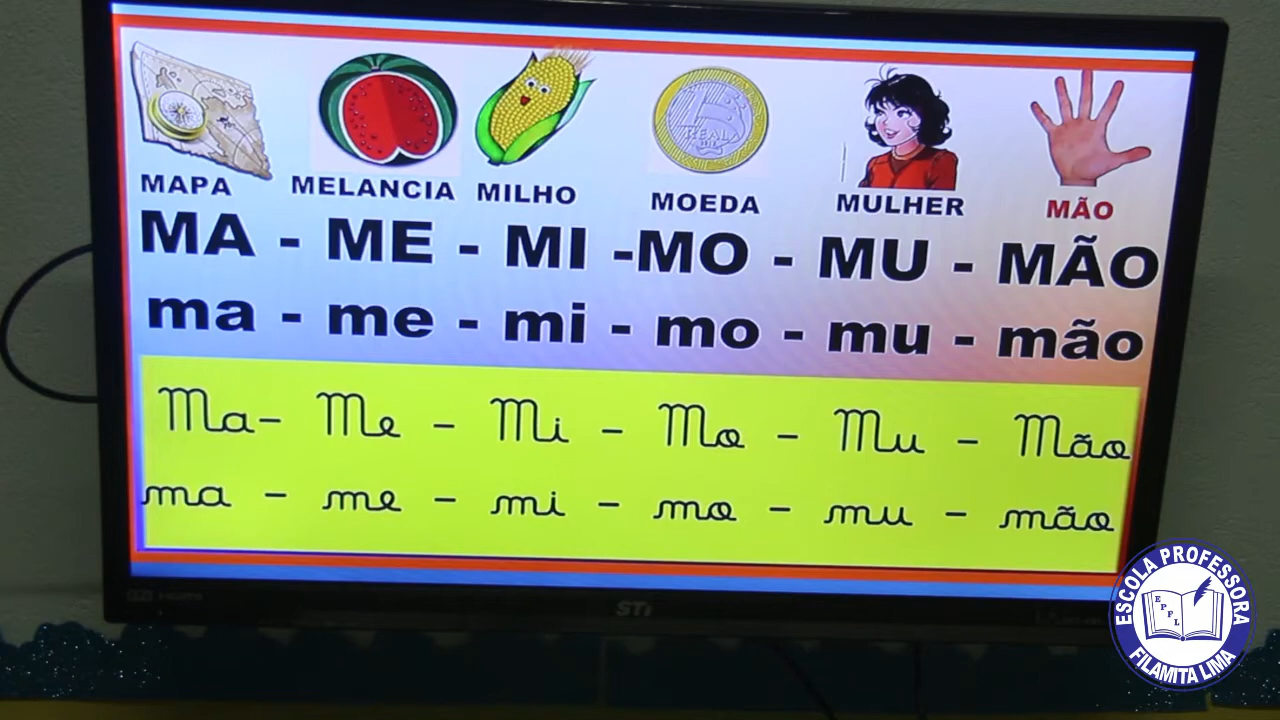 MAPA MELANCIA MILHO MOEDA MULHER MÃO
MA - ME - MI -MO - MU - MÃO
ma - me - mi - mo - mu - mão
Ma- Me - Mi - Mo - Mu - Mão
ma - me - mi - mo - mu - mão
STi
ESCOLA PROFESSORA
EPFL
FILAMITA LIMA